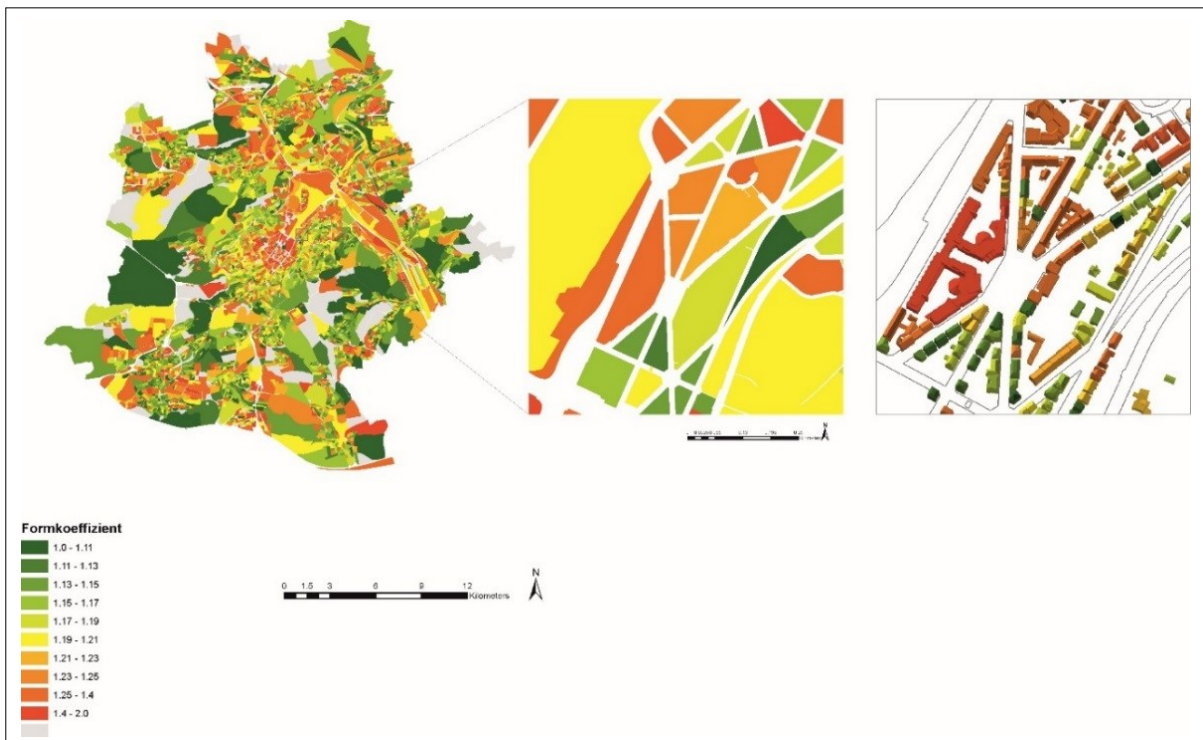 N
Formkoeffizient
1.0 - 1.11
1.11 - 1.13
1.13 - 1.15
1.15 - 1.17
1.17 - 1.19
1.19 - 1.21
1.21 - 1.23
1.23 - 1.25
1.25 - 1.4
1.4 - 2.0
N
0 1.5 3 6 9 12
Kilometers